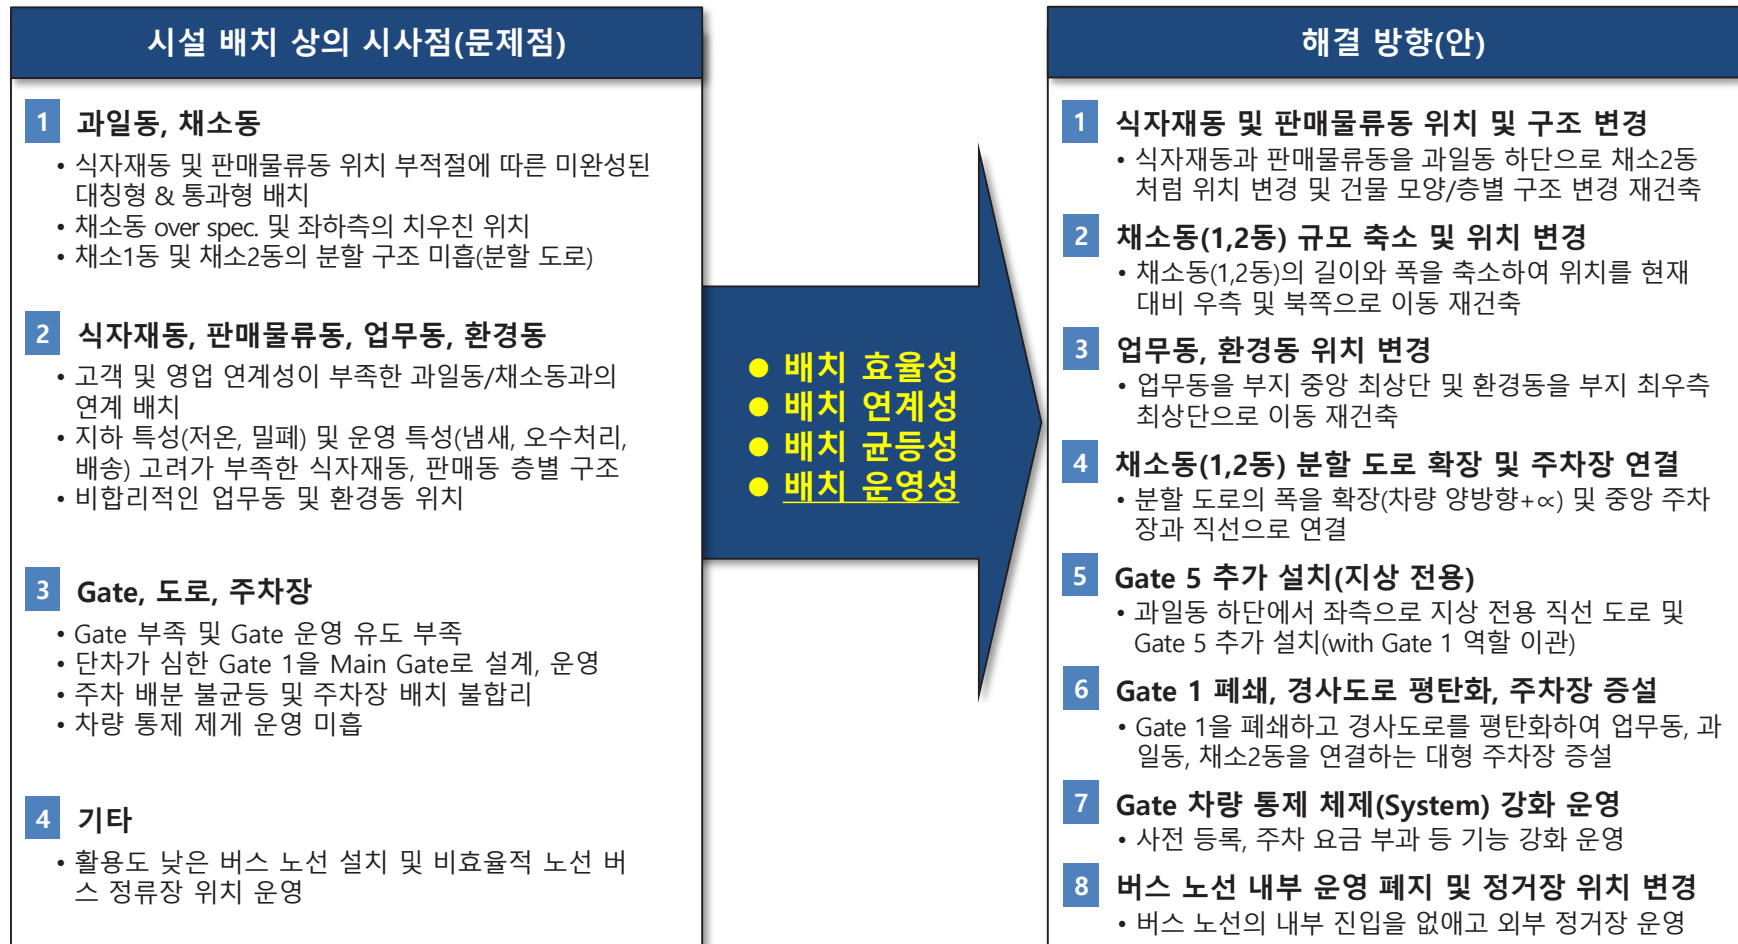 시설 배치 상의 시사점(문제점)
1 과일동, 채소동
• 식자재동 및 판매물류동 위치 부적절에 따른 미완성된
대칭형 & 통과형 배치
• 채소동 over spec. 및 좌하측의 치우친 위치
• 채소1동 및 채소2동의 분할 구조 미흡(분할 도로)
2 식자재동, 판매물류동, 업무동, 환경동
• 고객 및 영업 연계성이 부족한 과일동/채소동과의
연계 배치
• 지하 특성(저온, 밀폐) 및 운영 특성(냄새, 오수처리,
배송) 고려가 부족한 식자재동, 판매동 층별 구조
• 비합리적인 업무동 및 환경동 위치
3 Gate, 도로, 주차장
• Gate 부족 및 Gate 운영 유도 부족
• 단차가 심한 Gate 1을 Main Gate로 설계, 운영
• 주차 배분 불균등 및 주차장 배치 불합리
• 차량 통제 제게 운영 미흡
4 기타
• 활용도 낮은 버스 노선 설치 및 비효율적 노선 버
스 정류장 위치 운영
● 배치 효율성
● 배치 연계성
● 배치 균등성
● 배치 운영성
해결 방향(안)
1 식자재동 및 판매물류동 위치 및 구조 변경
• 식자재동과 판매물류동을 과일동 하단으로 채소2동
처럼 위치 변경 및 건물 모양/층별 구조 변경 재건축
2 채소동(1,2동) 규모 축소 및 위치 변경
• 채소동(1,2동)의 길이와 폭을 축소하여 위치를 현재
대비 우측 및 북쪽으로 이동 재건축
3 업무동, 환경동 위치 변경
• 업무동을 부지 중앙 최상단 및 환경동을 부지 최우측
최상단으로 이동 재건축
4 채소동(1,2동) 분할 도로 확장 및 주차장 연결
• 분할 도로의 폭을 확장(차량 양방향+∝) 및 중앙 주차
장과 직선으로 연결
5 Gate 5 추가 설치(지상 전용)
• 과일동 하단에서 좌측으로 지상 전용 직선 도로 및
Gate 5 추가 설치(with Gate 1 역할 이관)
6 Gate 1 폐쇄, 경사도로 평탄화, 주차장 증설
• Gate 1을 폐쇄하고 경사도로를 평탄화하여 업무동, 과
일동, 채소2동을 연결하는 대형 주차장 증설
7 Gate 차량 통제 체제(System) 강화 운영
• 사전 등록, 주차 요금 부과 등 기능 강화 운영
8 버스 노선 내부 운영 폐지 및 정거장 위치 변경
• 버스 노선의 내부 진입을 없애고 외부 정거장 운영